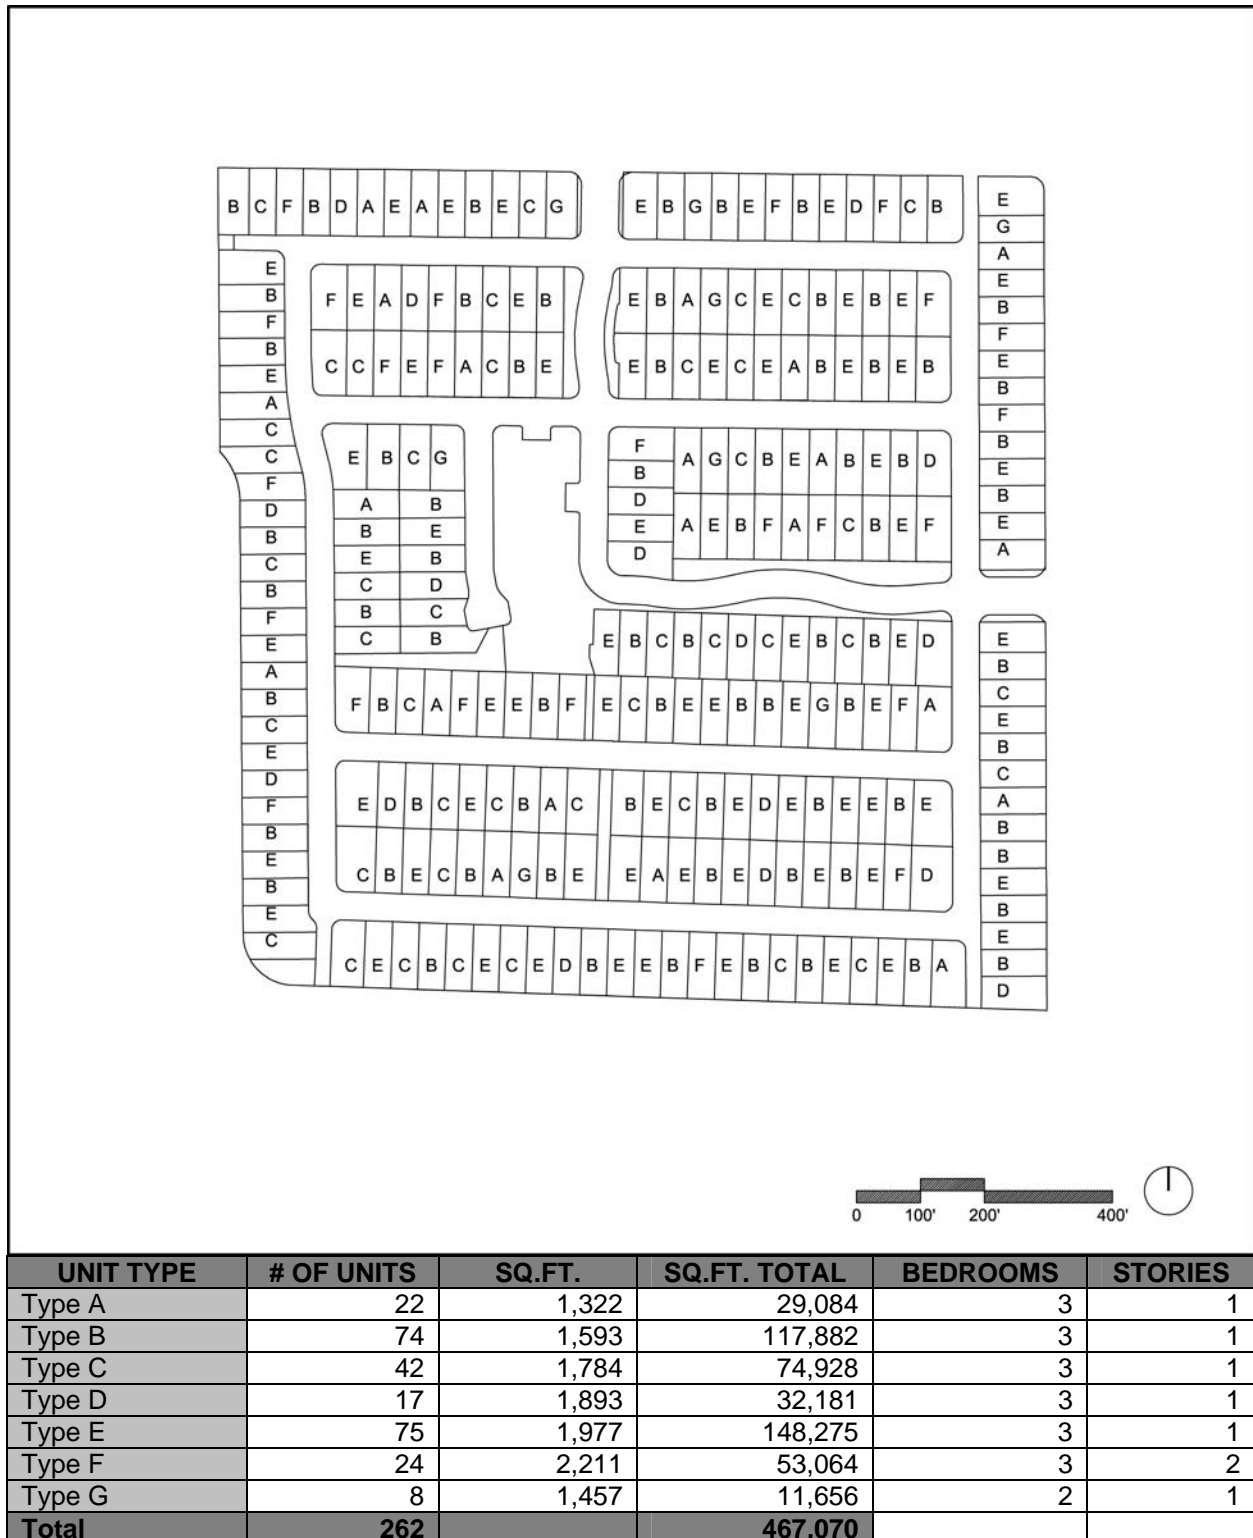 B C F B D A E A E B E C G
E B G B E F B E D F C B
E
G
A
E
B
F
E
B
F
B
E
B
E
A
E
B
F
B
E
A
C
C
F
D
B
C
B
F
E
A
B
C
E
D
F
B
E
B
E
C
F E A D F B C E B
C C F E F A C B E
E B A G C E C B E B E F
E B C E C E A B E B E B
E B C G
A B
B E
E B
C D
B C
C B
F
B
D
E
D
A G C B E A B E B D
A E B F A F C B E F
E B C B C D C E B C B E D
F B C A F E E B F
E C B E E B B E G B E F A
E
B
C
E
B
C
A
B
B
E
B
E
B
D
E D B C E C B A C
B E C B E D E B E E B E
C B E C B A G B E
E A E B E D B E B E F D
C E C B C E C E D B E E B F E B C B E C E B A
0 100' 200' 400'
UNIT TYPE # OF UNITS SQ.FT. SQ.FT. TOTAL BEDROOMS STORIES
Type A 22 1,322 29,084 3 1
Type B 74 1,593 117,882 3 1
Type C 42 1,784 74,928 3 1
Type D 17 1,893 32,181 3 1
Type E 75 1,977 148,275 3 1
Type F 24 2,211 53,064 3 2
Type G 8 1,457 11,656 2 1
Total 262 467,070